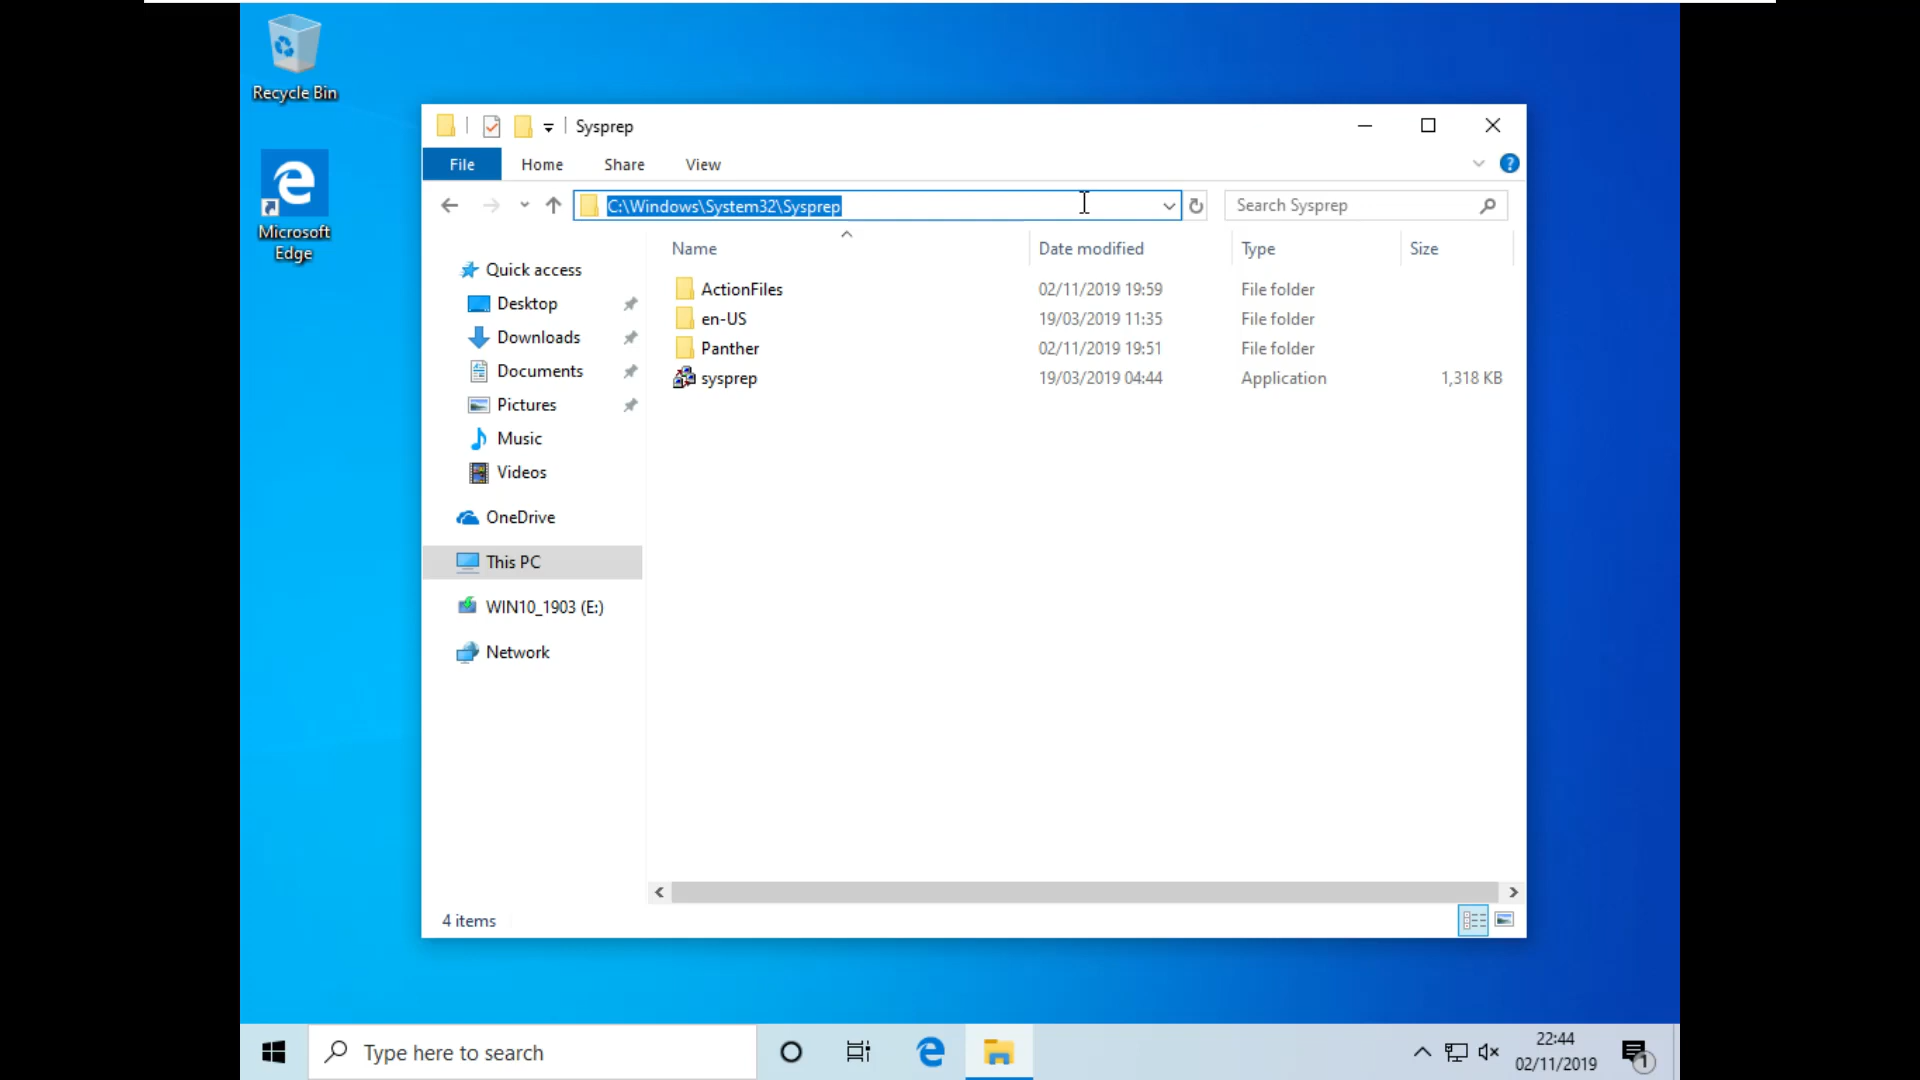 Recycle Bin
Microsoft
Edge
Sysprep
File
Home
Share
View
C:\Windows\System32\Sysprep
Search Sysprep
Name
Date modified
Type
Size
ActionFiles
02/11/2019 19:59
File folder
en-US
19/03/2019 11:35
File folder
Panther
02/11/2019 19:51
File folder
sysprep
19/03/2019 04:44
Application
1,318 KB
Quick access
Desktop
Downloads
Documents
Pictures
Music
Videos
OneDrive
This PC
WIN10_1903 (E:)
Network
4 items
Type here to search
22:44
02/11/2019
1